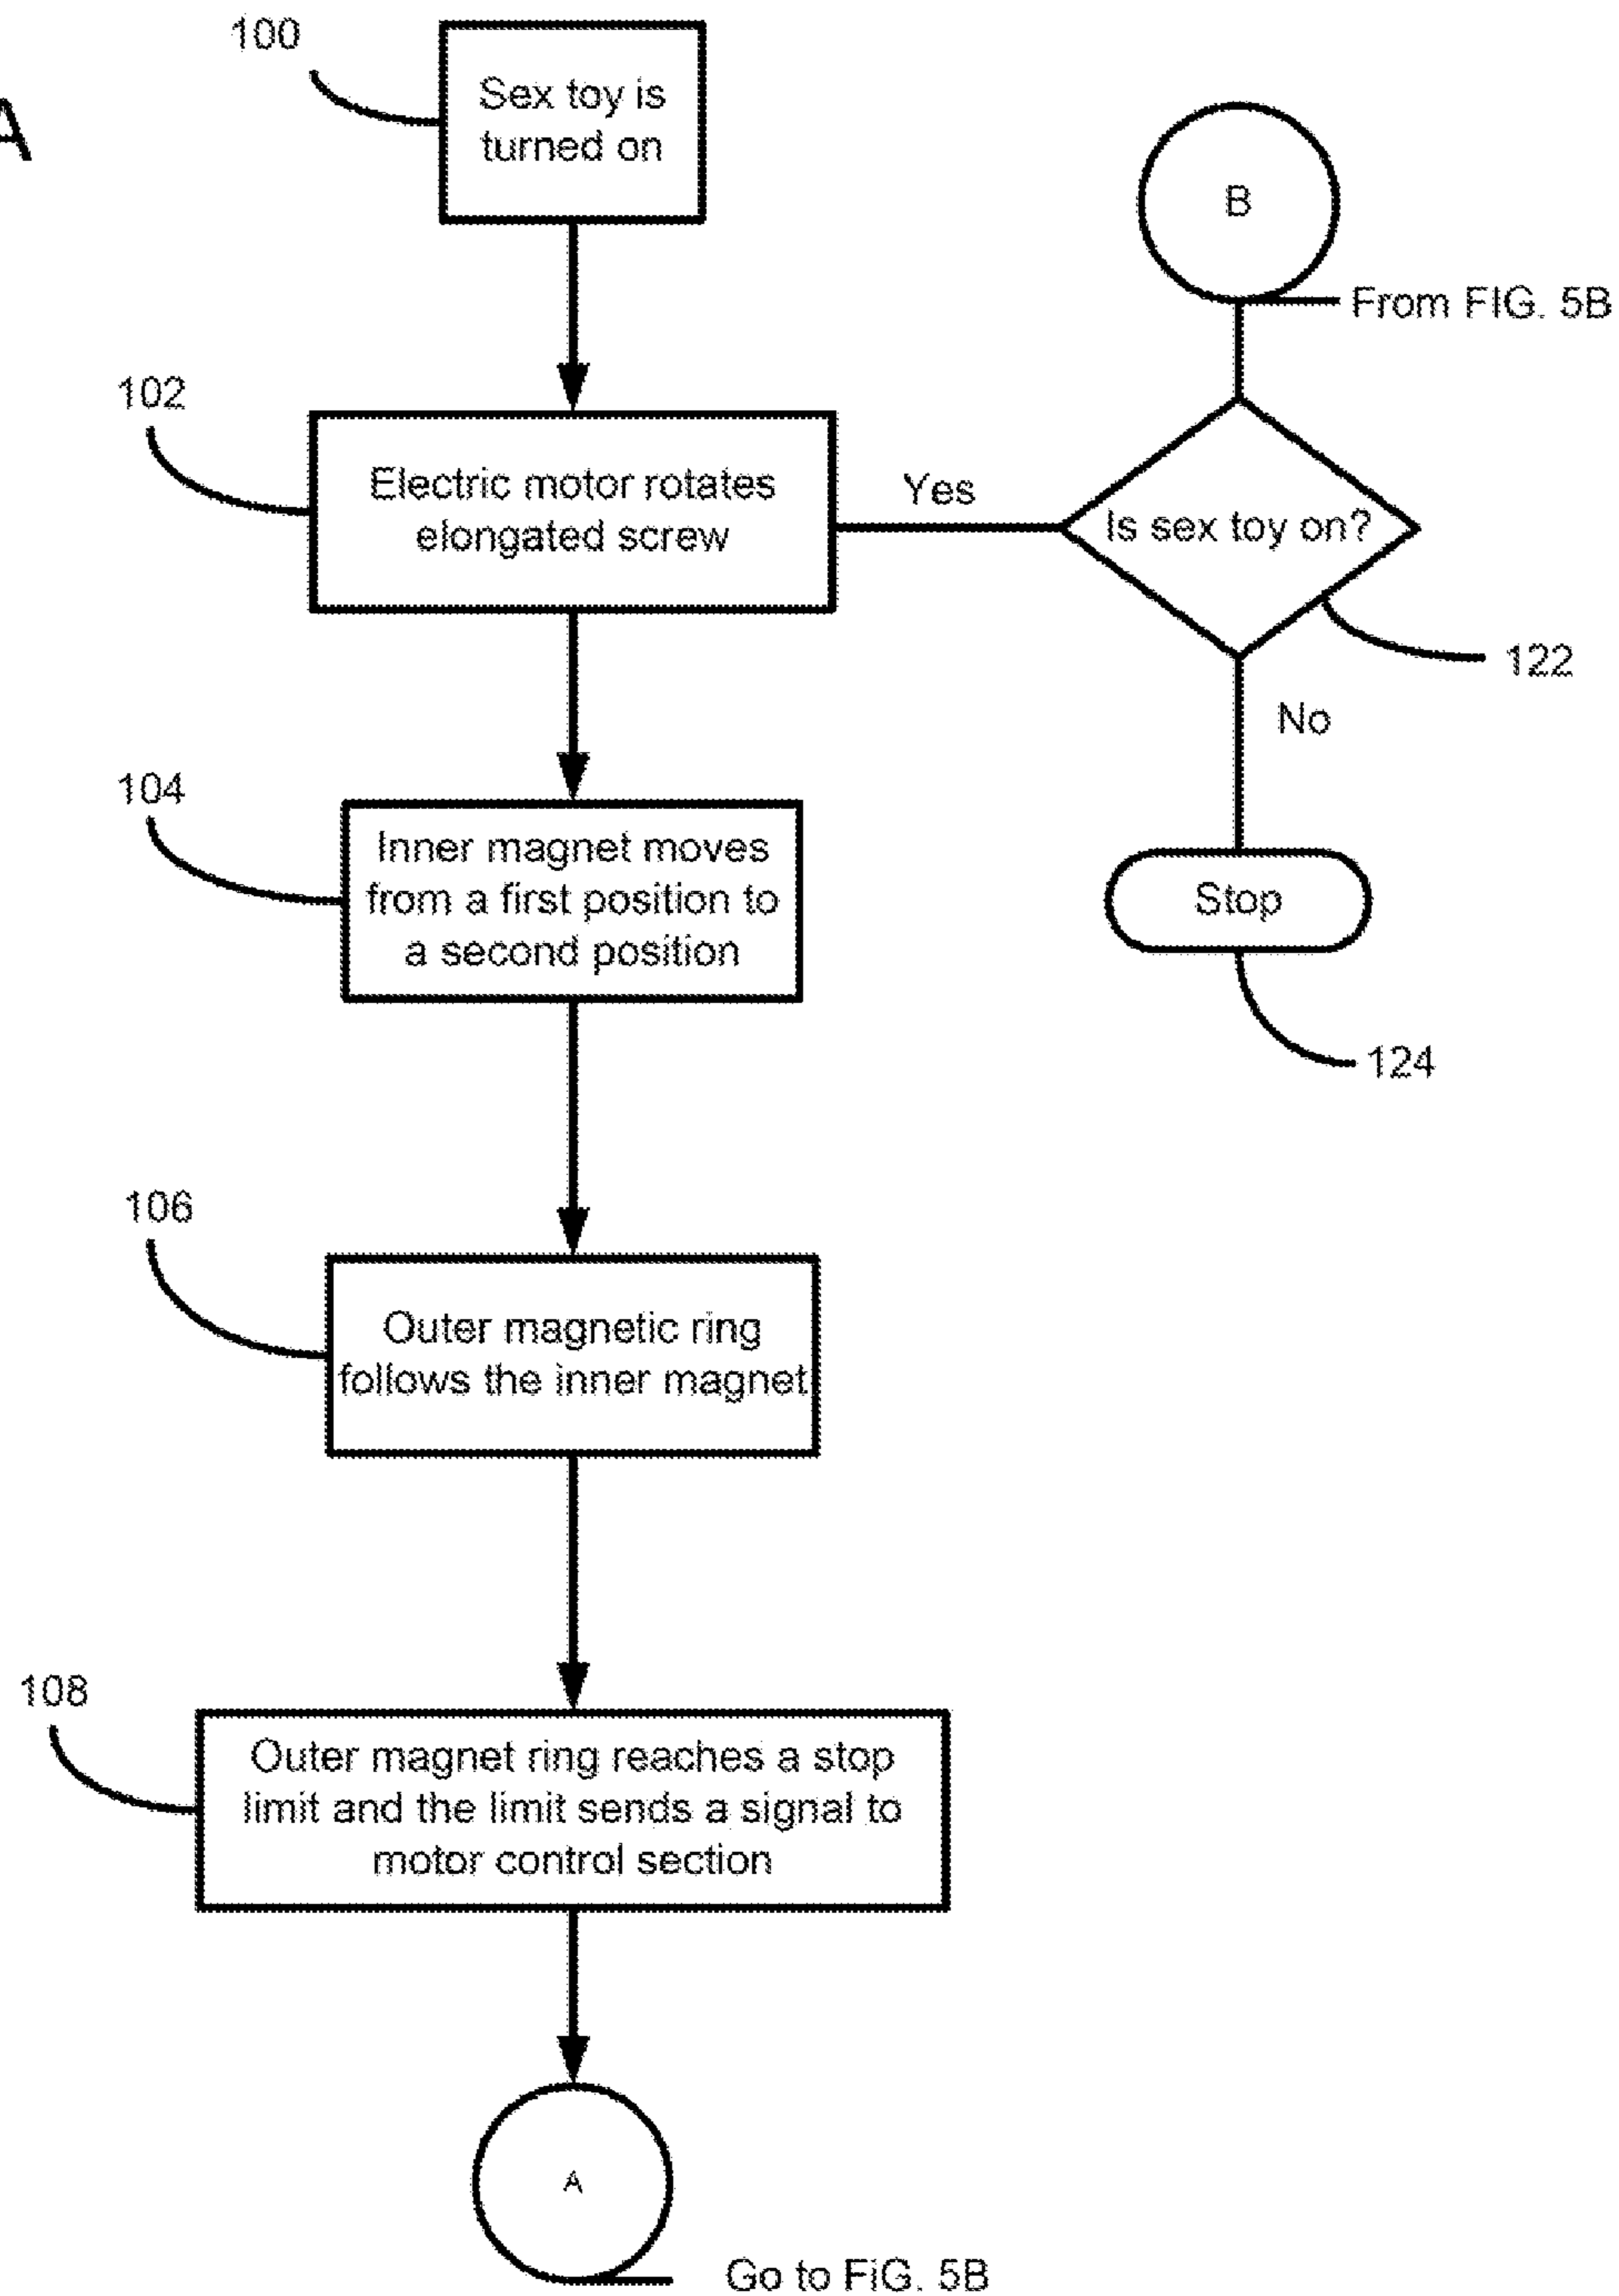 100
Sex toy is
turned on
A
B
From FIG. 5B
102
Electric motor rotates
elongated screw
Yes
Is sex toy on?
122
No
104
Inner magnet moves
from a first position to
a second position
Stop
124
106
Outer magnetic ring
follows the inner magnet.
108
Outer magnet ring reaches a stop
limit and the limit sends a signal to
motor control section
A
Go to FIG. 5B